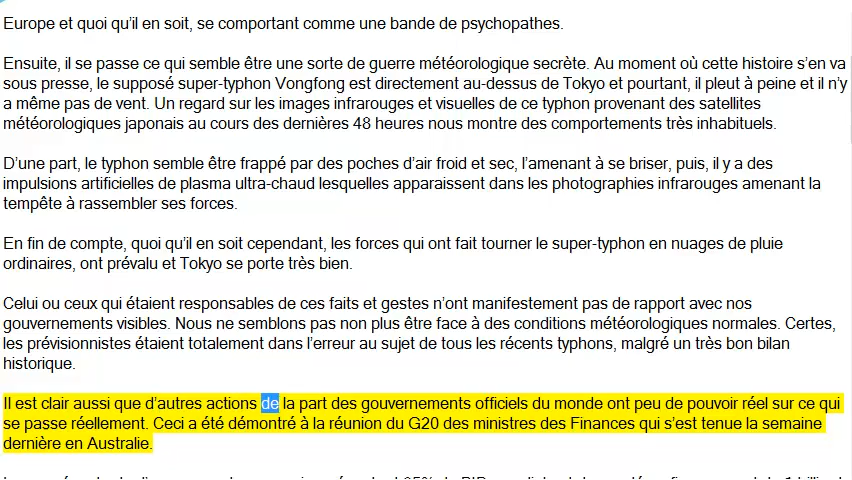 Europe et quoi qu’il en soit, se comportant comme une bande de psychopathes.
Ensuite, il se passe ce qui semble être une sorte de guerre météorologique secrète. Au moment où cette histoire s’en va
sous presse, le supposé super-typhon Vongfong est directement au-dessus de Tokyo et pourtant, il pleut à peine et il n’y
a même pas de vent. Un regard sur les images infrarouges et visuelles de ce typhon provenant des satellites
météorologiques japonais au cours des dernières 48 heures nous montre des comportements très inhabituels.
D’une part, le typhon semble être frappé par des poches d’air froid et sec, l’amenant à se briser, puis, il y a des
impulsions artificielles de plasma ultra-chaud lesquelles apparaissent dans les photographies infrarouges amenant la
tempête à rassembler ses forces.
En fin de compte, quoi qu’il en soit cependant, les forces qui ont fait tourner le super-typhon en nuages de pluie
ordinaires, ont prévalu et Tokyo se porte très bien.
Celui ou ceux qui étaient responsables de ces faits et gestes n’ont manifestement pas de rapport avec nos
gouvernements visibles. Nous ne semblons pas non plus être face à des conditions météorologiques normales. Certes,
les prévisionnistes étaient totalement dans l’erreur au sujet de tous les récents typhons, malgré un très bon bilan
historique.
Il est clair aussi que d’autres actions de la part des gouvernements officiels du monde ont peu de pouvoir réel sur ce qui
se passe réellement. Ceci a été démontré à la réunion du G20 des ministres des Finances qui s’est tenue la semaine
dernière en Australie.